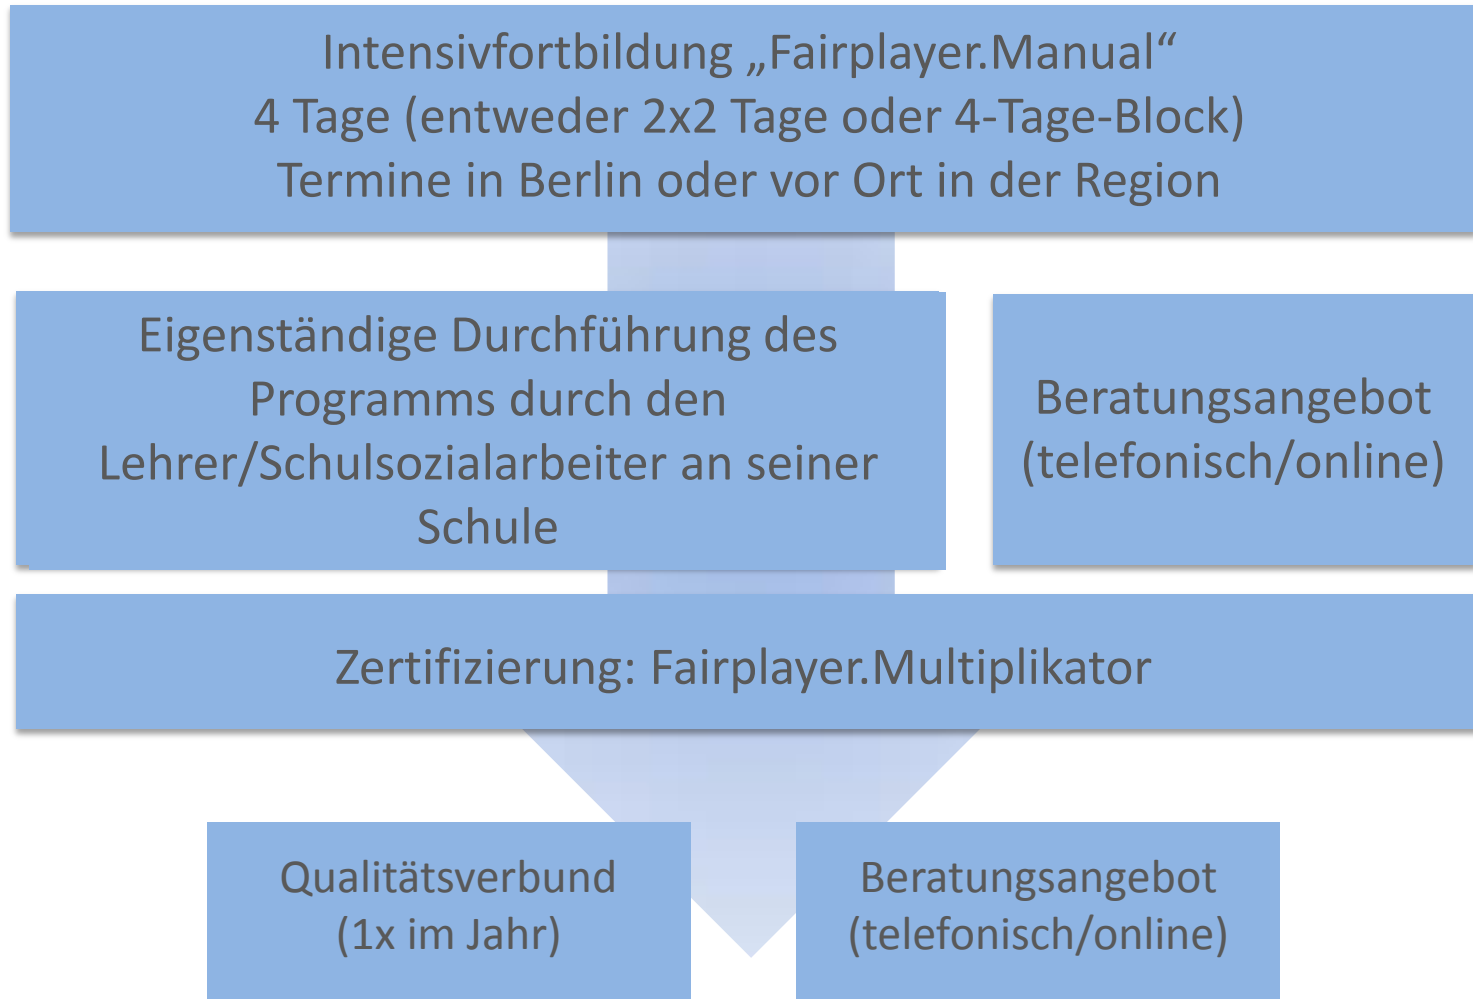 Intensivfortbildung „Fairplayer.Manual“
4 Tage (entweder 2x2 Tage oder 4-Tage-Block)
Termine in Berlin oder vor Ort in der Region
Eigenständige Durchführung des
Programms durch den
Lehrer/Schulsozialarbeiter an seiner
Schule
Beratungsangebot
(telefonisch/online)
Zertifizierung: Fairplayer.Multiplikator
Qualitätsverbund
(1x im Jahr)
Beratungsangebot
(telefonisch/online)